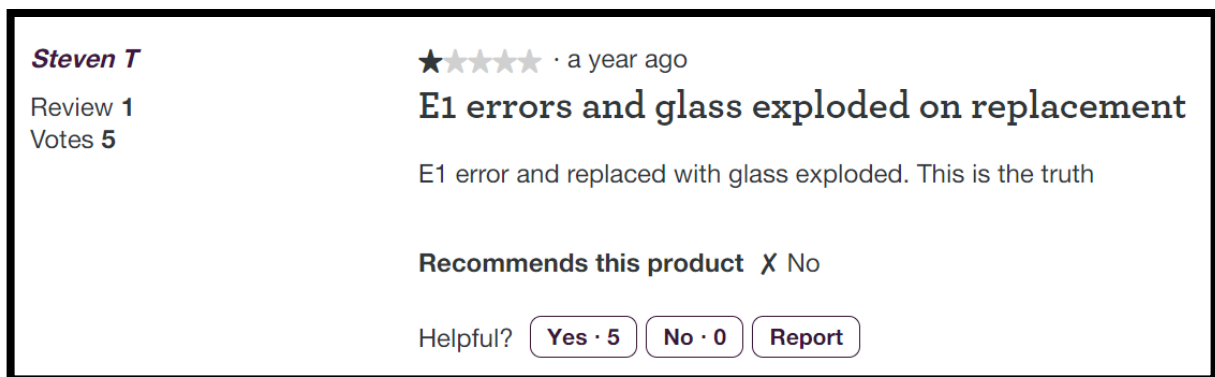 Steven T
Review 1
Votes 5
★★★★★ · a year ago
E1 errors and glass exploded on replacement
E1 error and replaced with glass exploded. This is the truth
Recommends this product ✗ No
Helpful? Yes · 5 No · 0 Report